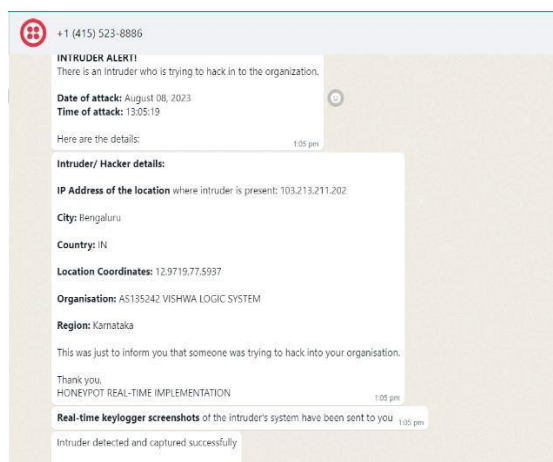 +1 (415) 523-8886
INTRUDER ALERT!
There is an Intruder who is trying to hack in to the organization.
Date of attack: August 08, 2023
Time of attack: 13:05:19
Here are the details:
1:05 pm
Intruder/ Hacker details:
IP Address of the location where intruder is present: 103.213.211.202
City: Bengaluru
Country: IN
Location Coordinates: 12.9719,77.5937
Organisation: AS135242 VISHWA LOGIC SYSTEM
Region: Karnataka
This was just to inform you that someone was trying to hack into your organisation.
Thank you,
HONEYPOT REAL-TIME IMPLEMENTATION
1:05 pm
Real-time keylogger screenshots of the intruder's system have been sent to you 1:05 pm
Intruder detected and captured successfully